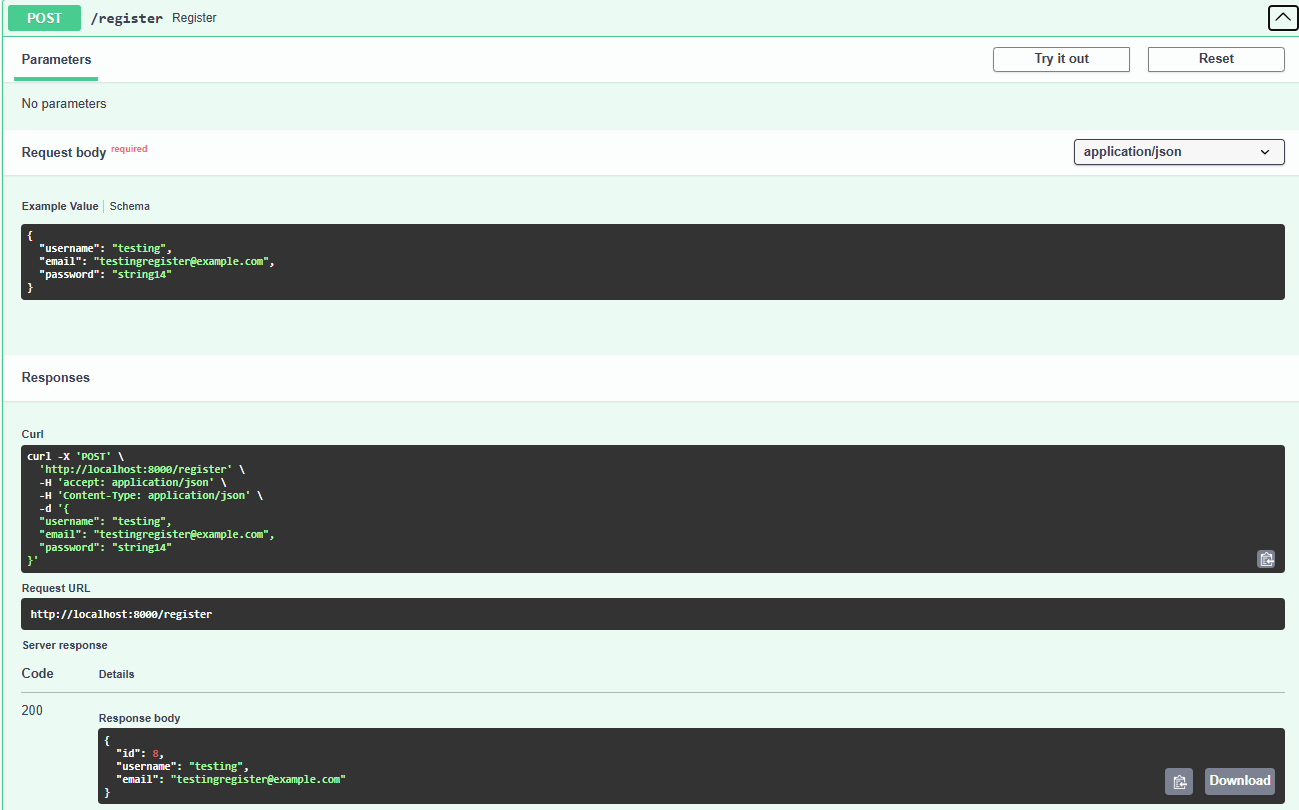 POST /register Register
Parameters Try it out Reset
No parameters
Request body required application/json
Example Value Schema
{
  "username": "testing",
  "email": "testingregister@example.com",
  "password": "string14"
}
Responses
Curl
curl -X 'POST' \
  'http://localhost:8000/register' \
  -H 'accept: application/json' \
  -H 'Content-Type: application/json' \
  -d '{
  "username": "testing",
  "email": "testingregister@example.com",
  "password": "string14"
}'
Request URL
http://localhost:8000/register
Server response
Code Details
200
Response body
{
  "id": 8,
  "username": "testing",
  "email": "testingregister@example.com"
}
Download